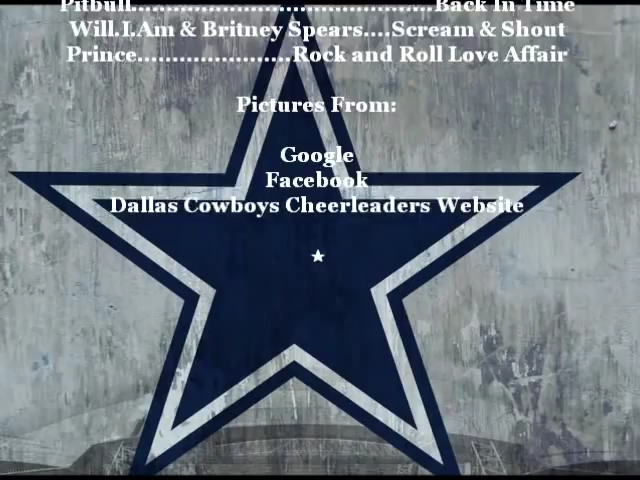 Pitbull...........................................Back In Time
Will.I.Am & Britney Spears....Scream & Shout
Prince......................Rock and Roll Love Affair
Pictures From:
Google
Facebook
Dallas Cowboys Cheerleaders Website